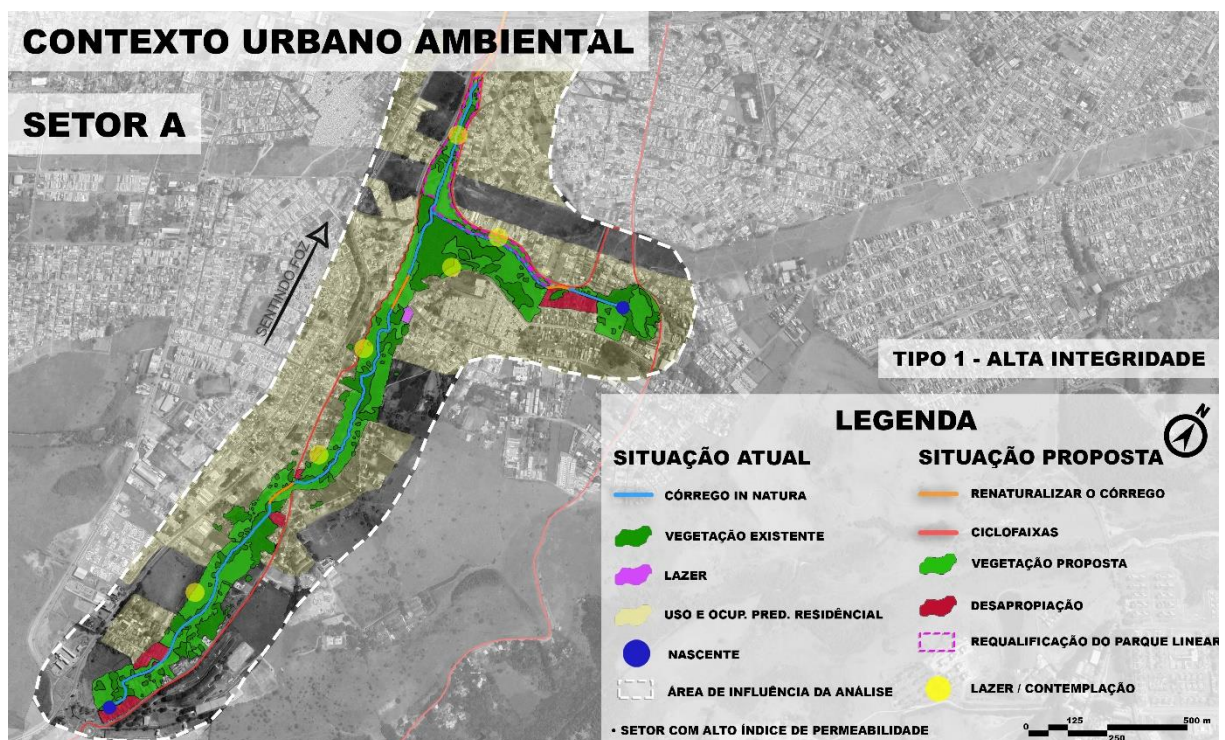 CONTEXTO URBANO AMBIENTAL
SETOR A
SENTINDO FOZ
TIPO 1 - ALTA INTEGRIDADE
LEGENDA
N
SITUAÇÃO ATUAL
CÓRREGO IN NATURA
VEGETAÇÃO EXISTENTE
LAZER
USO E OCUP. PRED. RESIDÊNCIAL
NASCENTE
ÁREA DE INFLUÊNCIA DA ANÁLISE
• SETOR COM ALTO ÍNDICE DE PERMEABILIDADE
SITUAÇÃO PROPOSTA
RENATURALIZAR O CÓRREGO
CICLOFAIXAS
VEGETAÇÃO PROPOSTA
DESAPROPIAÇÃO
REQUALIFICAÇÃO DO PARQUE LINEAR
LAZER / CONTEMPLAÇÃO
0 125 500 m
250